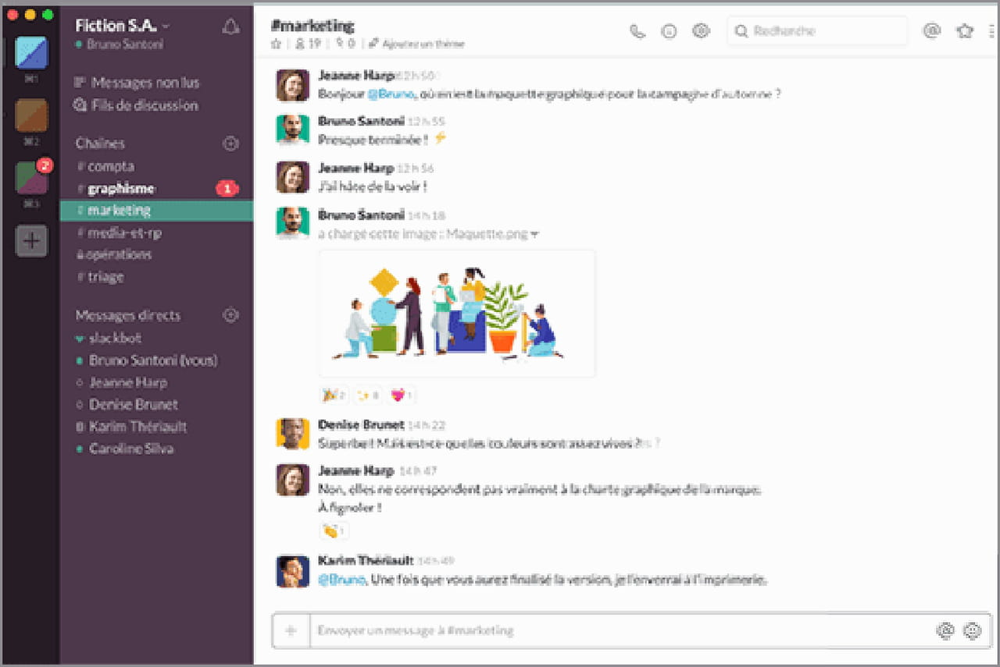 Fiction S.A.
Bruno Santoni
⌘1
⌘2
⌘3
2
Messages non lus
Fils de discussion
Chaînes
# compta
# graphisme 1
# marketing
# media-et-rp
opérations
# triage
Messages directs
slackbot
Bruno Santoni (vous)
Jeanne Harp
Denise Brunet
Karim Thériault
Caroline Silva
#marketing
19 | 0 | Ajoutez un thème
Recherche
Jeanne Harp 12 h 50
Bonjour @Bruno, où en est la maquette graphique pour la campagne d'automne ?
Bruno Santoni 12 h 55
Presque terminée ! ⚡
Jeanne Harp 12 h 56
J'ai hâte de la voir !
Bruno Santoni 14 h 18
a chargé cette image : Maquette.png
2 8 1
Denise Brunet 14 h 22
Superbe ! Mais est-ce que les couleurs sont assez vives ?
Jeanne Harp 14 h 47
Non, elles ne correspondent pas vraiment à la charte graphique de la marque.
À fignoler !
1
Karim Thériault 14 h 49
@Bruno, Une fois que vous aurez finalisé la version, je l'enverrai à l'imprimerie.
Envoyer un message à #marketing